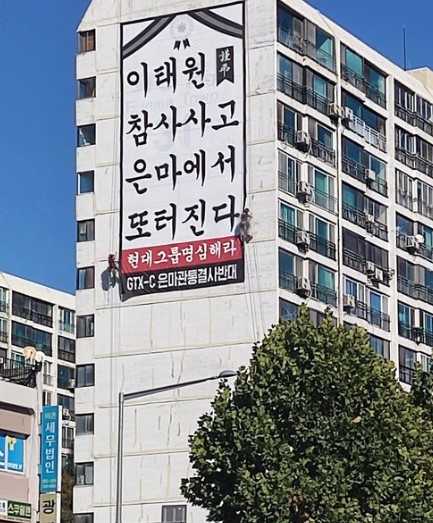 謹弔
이태원
참사사고
은마에서
또터진다
현대그룹명심해라
GTX-C 은마관통결사반대
세무법인
광